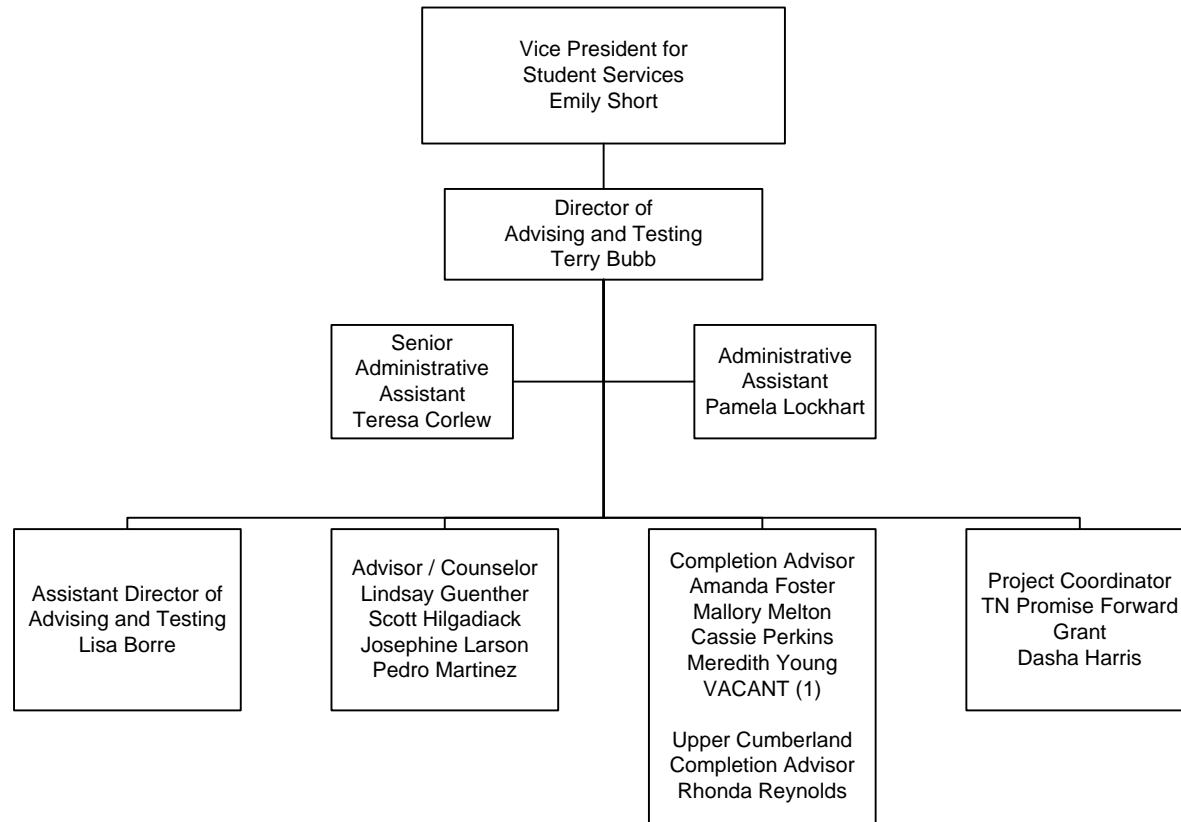 Vice President for
Student Services
Emily Short
Director of
Advising and Testing
Terry Bubb
Senior
Administrative
Assistant
Teresa Corlew
Administrative
Assistant
Pamela Lockhart
Assistant Director of
Advising and Testing
Lisa Borre
Advisor / Counselor
Lindsay Guenther
Scott Hilgadiack
Josephine Larson
Pedro Martinez
Completion Advisor
Amanda Foster
Mallory Melton
Cassie Perkins
Meredith Young
VACANT (1)
Upper Cumberland
Completion Advisor
Rhonda Reynolds
Project Coordinator
TN Promise Forward
Grant
Dasha Harris